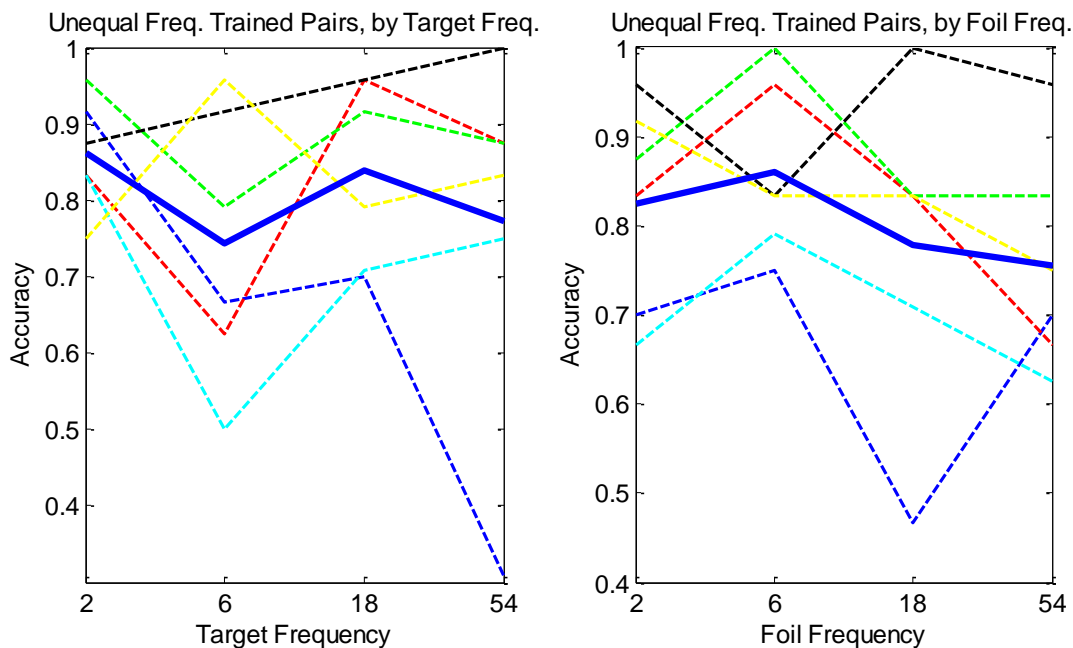 Unequal Freq. Trained Pairs, by Target Freq.
1
0.9
0.8
0.7
0.6
0.5
0.4
Accuracy
2 6 18 54
Target Frequency
Unequal Freq. Trained Pairs, by Foil Freq.
1
0.9
0.8
0.7
0.6
0.5
0.4
Accuracy
2 6 18 54
Foil Frequency